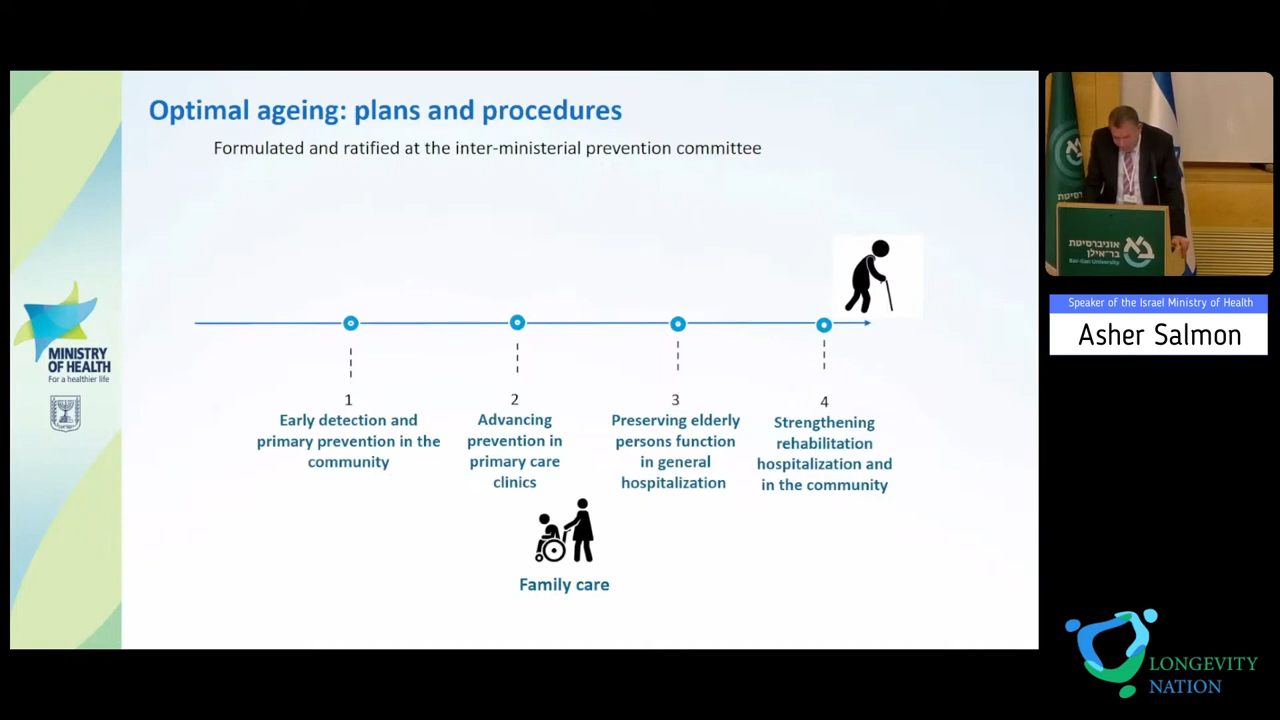 Optimal ageing: plans and procedures
Formulated and ratified at the inter-ministerial prevention committee
MINISTRY
OF HEALTH
For a healthier life
1
Early detection and
primary prevention in the
community
2
Advancing
prevention in
primary care
clinics
3
Preserving elderly
persons function
in general
hospitalization
4
Strengthening
rehabilitation
hospitalization and
in the community
Family care
אוניברסיטת
בר־אילן
Bar-Ilan University
Speaker of the Israel Ministry of Health
Asher Salmon
LONGEVITY
NATION